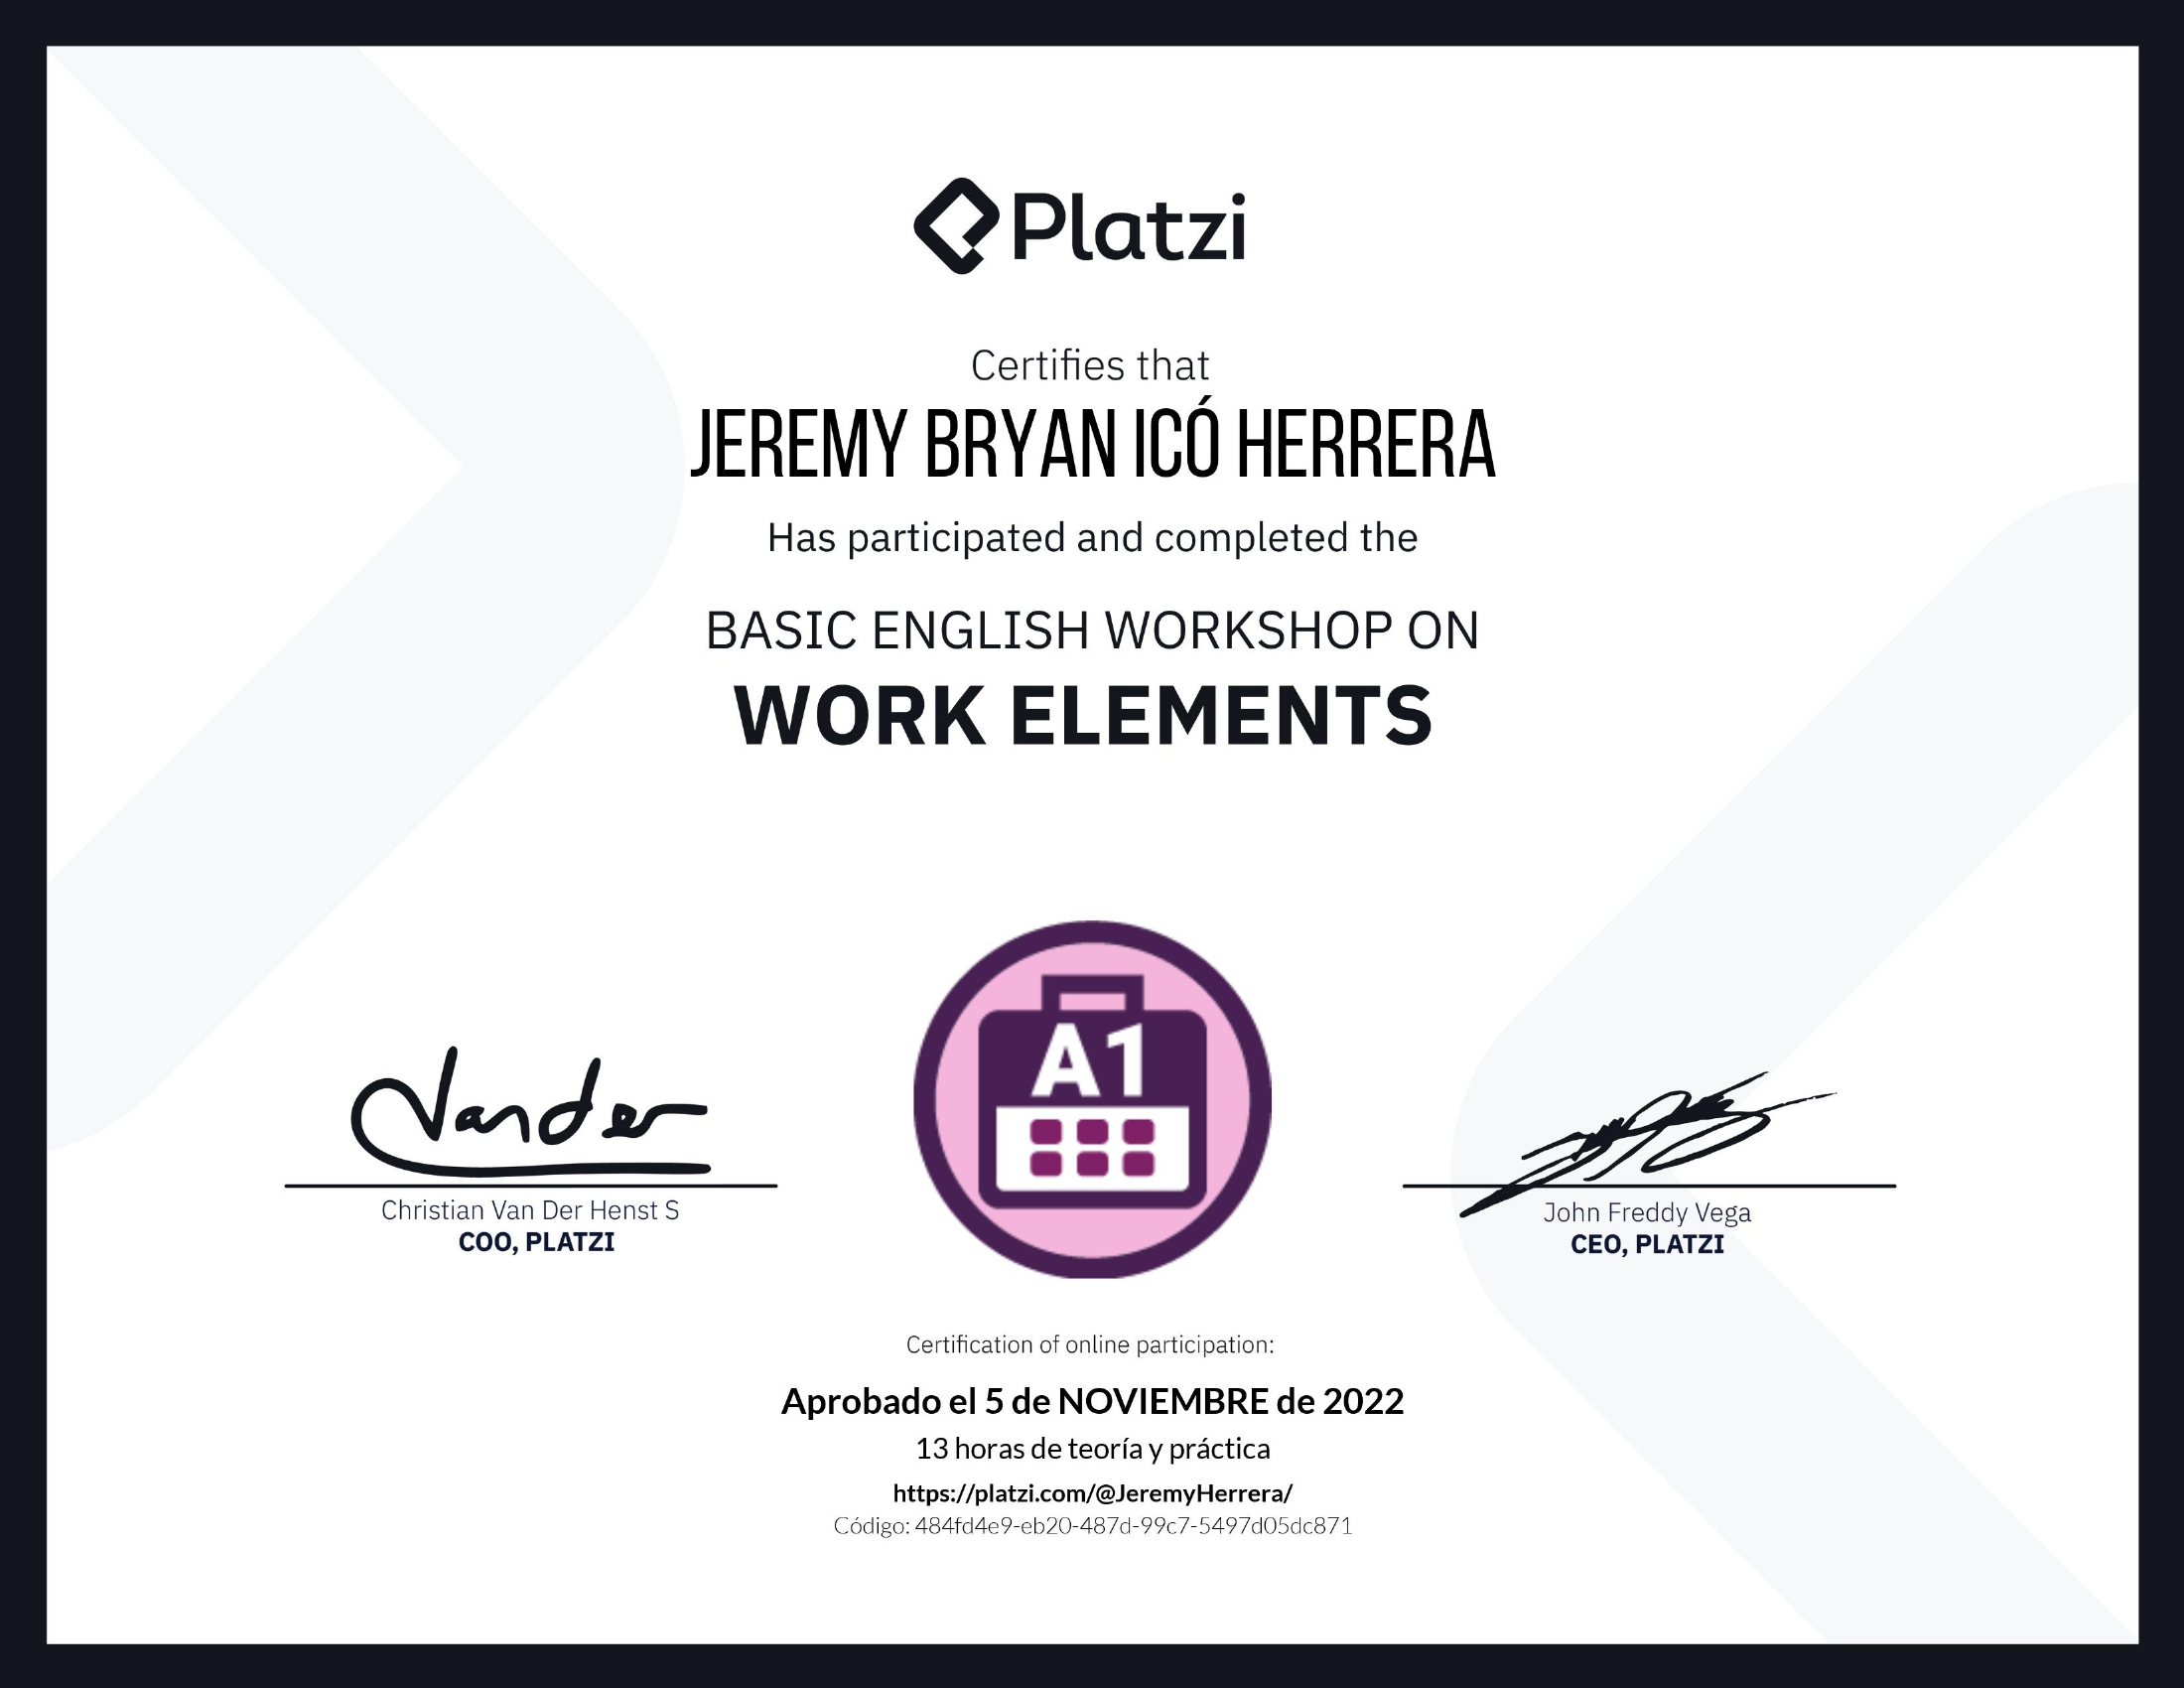 Platzi
Certifies that
JEREMY BRYAN ICÓ HERRERA
Has participated and completed the
BASIC ENGLISH WORKSHOP ON
WORK ELEMENTS
A1
Vander
Christian Van Der Henst S
COO, PLATZI
John Freddy Vega
CEO, PLATZI
Certification of online participation:
Aprobado el 5 de NOVIEMBRE de 2022
13 horas de teoría y práctica
https://platzi.com/@JeremyHerrera/
Código: 484fd4e9-eb20-487d-99c7-5497d05dc871